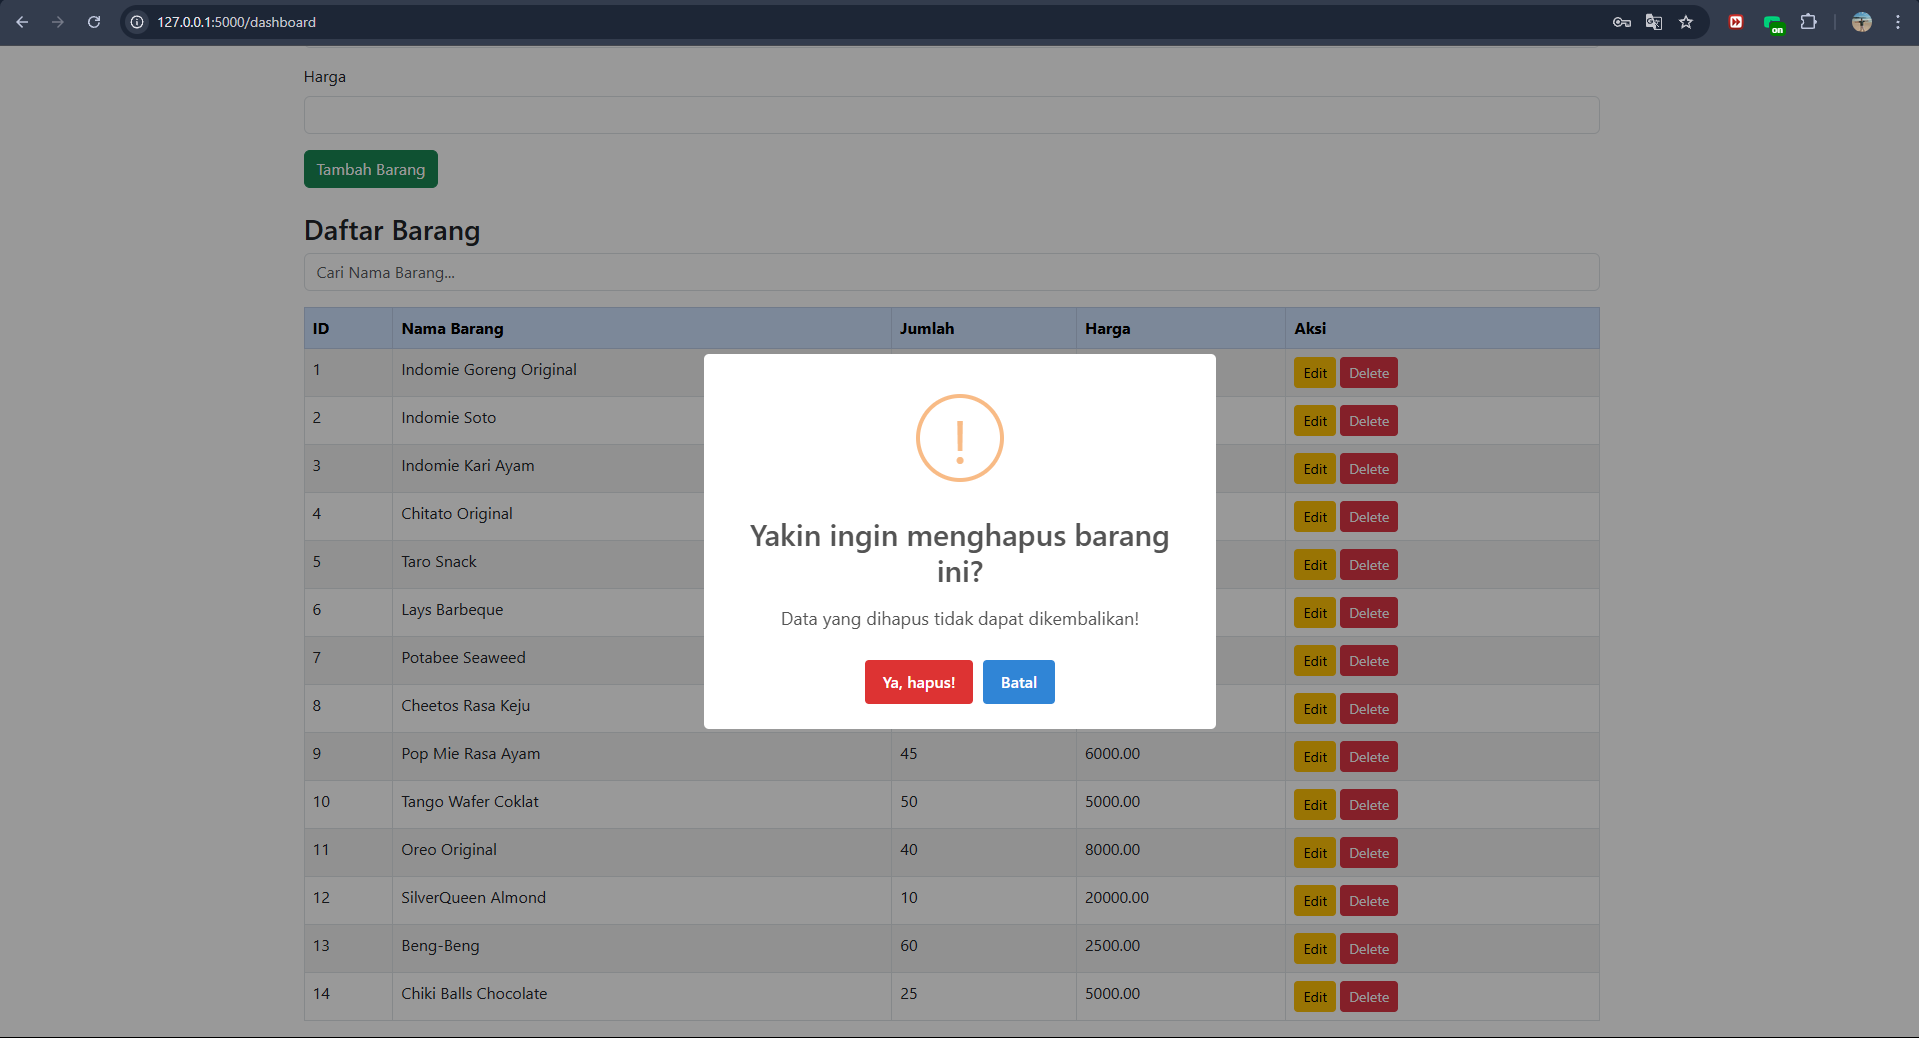 127.0.0.1:5000/dashboard
on
Harga
Tambah Barang
Daftar Barang
Cari Nama Barang...
ID Nama Barang Jumlah Harga Aksi
1 Indomie Goreng Original Edit Delete
2 Indomie Soto Edit Delete
3 Indomie Kari Ayam Edit Delete
4 Chitato Original Edit Delete
5 Taro Snack Edit Delete
6 Lays Barbeque Edit Delete
7 Potabee Seaweed Edit Delete
8 Cheetos Rasa Keju Edit Delete
9 Pop Mie Rasa Ayam 45 6000.00 Edit Delete
10 Tango Wafer Coklat 50 5000.00 Edit Delete
11 Oreo Original 40 8000.00 Edit Delete
12 SilverQueen Almond 10 20000.00 Edit Delete
13 Beng-Beng 60 2500.00 Edit Delete
14 Chiki Balls Chocolate 25 5000.00 Edit Delete
!
Yakin ingin menghapus barang
ini?
Data yang dihapus tidak dapat dikembalikan!
Ya, hapus! Batal